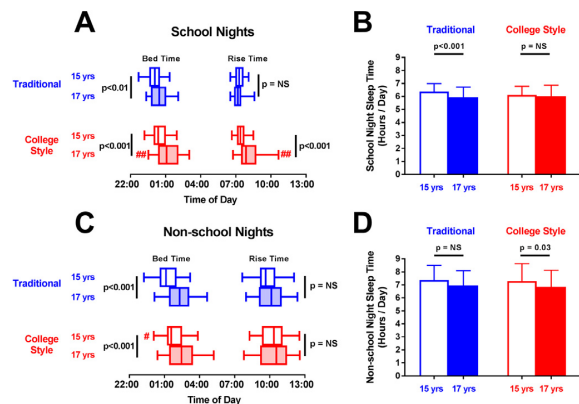 A
School Nights
Bed Time
Rise Time
Traditional
15 yrs
17 yrs
p<0.01
p = NS
College
Style
15 yrs
17 yrs
p<0.001
##
##
p<0.001
22:00 01:00 04:00 07:00 10:00 13:00
Time of Day
B
Traditional
College Style
p<0.001
p = NS
School Night Sleep Time
(Hours / Day)
9
8
7
6
5
4
3
2
1
0
15 yrs 17 yrs
15 yrs 17 yrs
C
Non-school Nights
Bed Time
Rise Time
Traditional
15 yrs
17 yrs
p<0.001
p = NS
College
Style
15 yrs
17 yrs
p<0.001
#
p = NS
22:00 01:00 04:00 07:00 10:00 13:00
Time of Day
D
Traditional
College Style
p = NS
p = 0.03
Non-school Night Sleep Time
(Hours / Day)
9
8
7
6
5
4
3
2
1
0
15 yrs 17 yrs
15 yrs 17 yrs